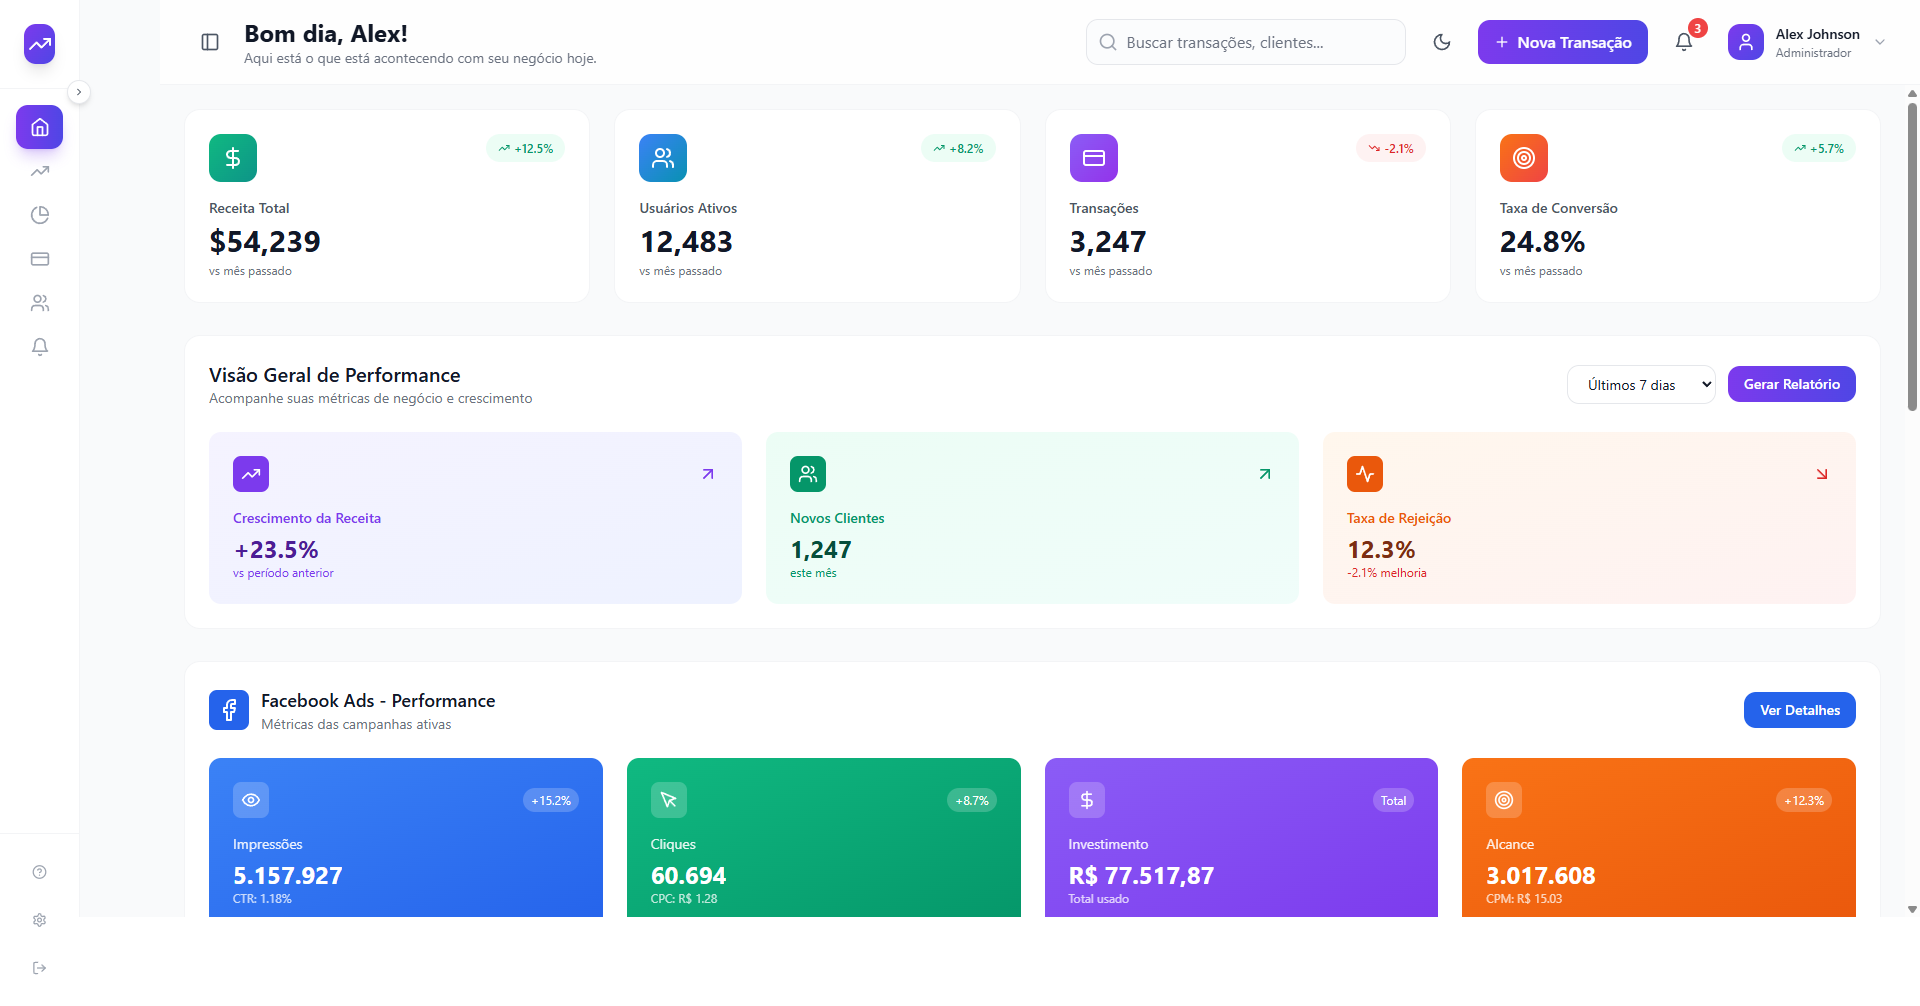 Bom dia, Alex!
Aqui está o que está acontecendo com seu negócio hoje.
Buscar transações, clientes...
Nova Transação
3
Alex Johnson
Administrador
+12.5%
Receita Total
$54,239
vs mês passado
+8.2%
Usuários Ativos
12,483
vs mês passado
-2.1%
Transações
3,247
vs mês passado
+5.7%
Taxa de Conversão
24.8%
vs mês passado
Visão Geral de Performance
Acompanhe suas métricas de negócio e crescimento
Últimos 7 dias
Gerar Relatório
Crescimento da Receita
+23.5%
vs período anterior
Novos Clientes
1,247
este mês
Taxa de Rejeição
12.3%
-2.1% melhoria
Facebook Ads - Performance
Métricas das campanhas ativas
Ver Detalhes
+15.2%
Impressões
5.157.927
CTR: 1.18%
+8.7%
Cliques
60.694
CPC: R$ 1.28
Total
Investimento
R$ 77.517,87
Total usado
+12.3%
Alcance
3.017.608
CPM: R$ 15.03